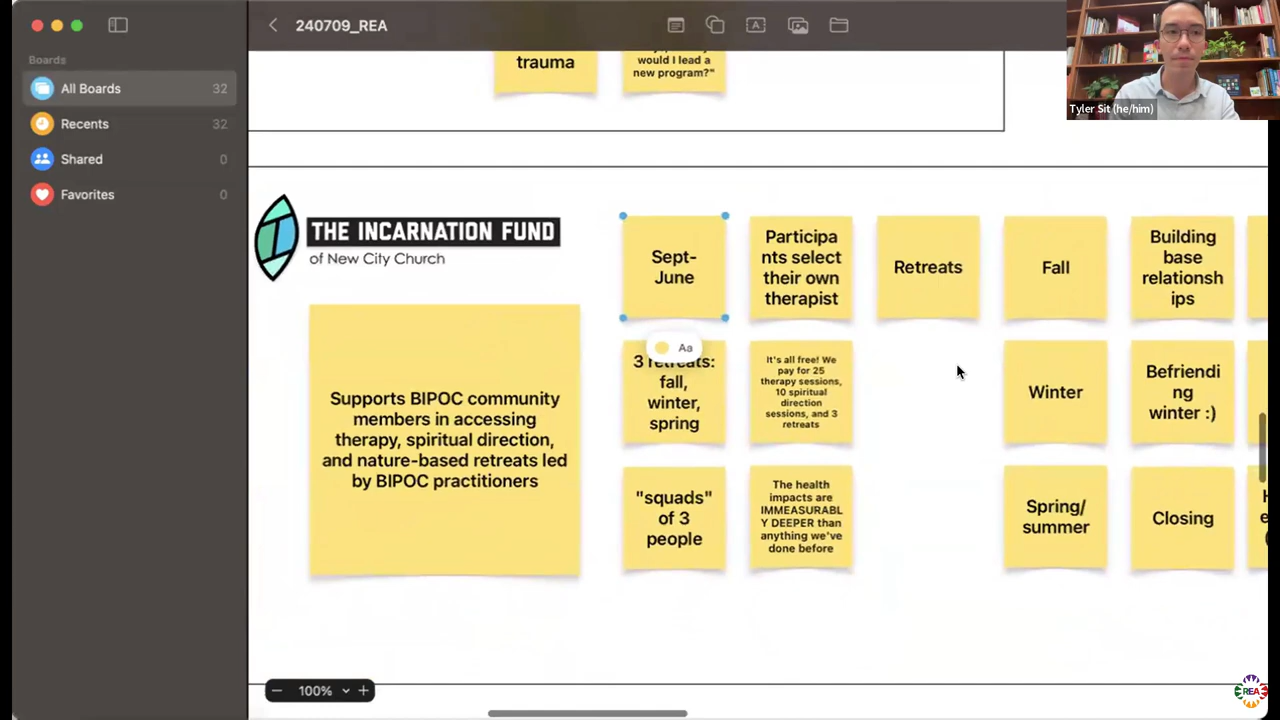 240709_REA
Boards
All Boards 32
Recents 32
Shared 0
Favorites 0
trauma
would I lead a
new program?"
Tyler Sit (he/him)
THE INCARNATION FUND
of New City Church
Supports BIPOC community
members in accessing
therapy, spiritual direction,
and nature-based retreats led
by BIPOC practitioners
Sept-
June
Participa
nts select
their own
therapist
Retreats
Fall
Building
base
relationsh
ips
Aa
3 retreats:
fall,
winter,
spring
It's all free! We
pay for 25
therapy sessions,
10 spiritual
direction
sessions, and 3
retreats
Winter
Befriendi
ng
winter :)
"squads"
of 3
people
The health
impacts are
IMMEASURABL
Y DEEPER than
anything we've
done before
Spring/
summer
Closing
100%
REA